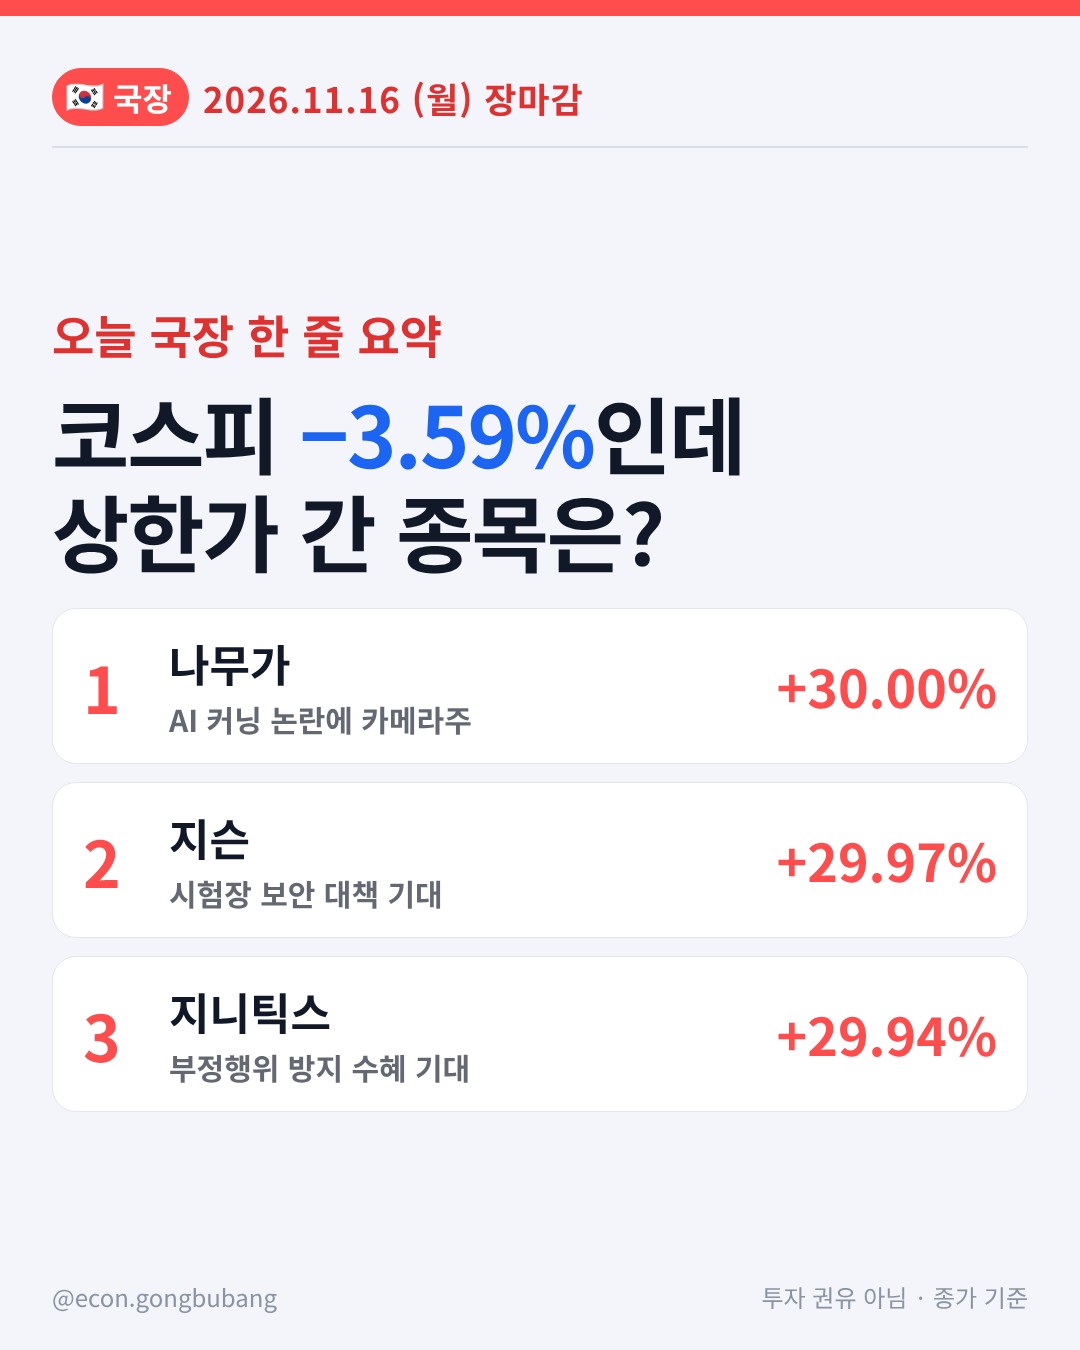 🇰🇷 국장 2026.11.16 (월) 장마감
오늘 국장 한 줄 요약
코스피 −3.59%인데
상한가 간 종목은?
1
나무가
AI 커닝 논란에 카메라주
+30.00%
2
지슨
시험장 보안 대책 기대
+29.97%
3
지니틱스
부정행위 방지 수혜 기대
+29.94%
@econ.gongbubang
투자 권유 아님 · 종가 기준